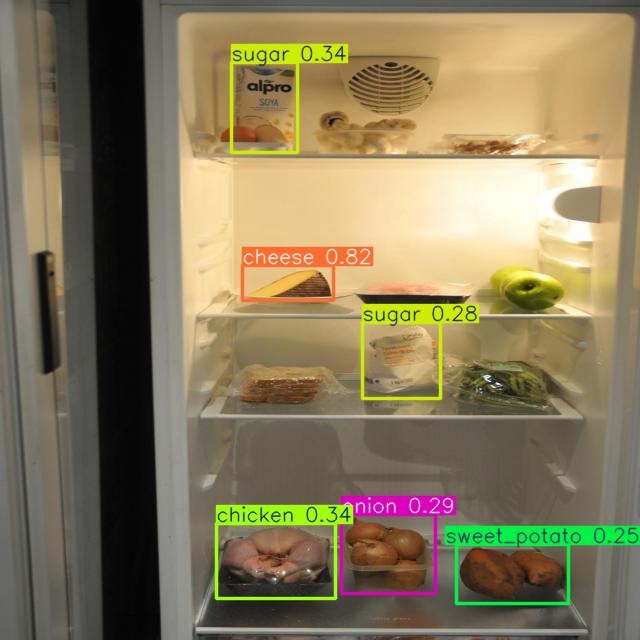 sugar 0.34
alpro
SOYA
cheese 0.82
sugar 0.28
chicken 0.34
onion 0.29
sweet_potato 0.25